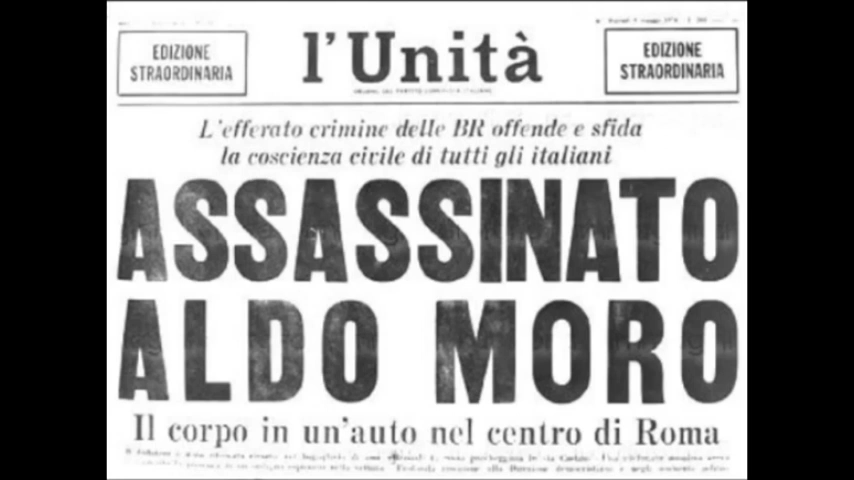 EDIZIONE
STRAORDINARIA
l'Unità
EDIZIONE
STRAORDINARIA
L'efferato crimine delle BR offende e sfida
la coscienza civile di tutti gli italiani
ASSASSINATO
ALDO MORO
Il corpo in un'auto nel centro di Roma